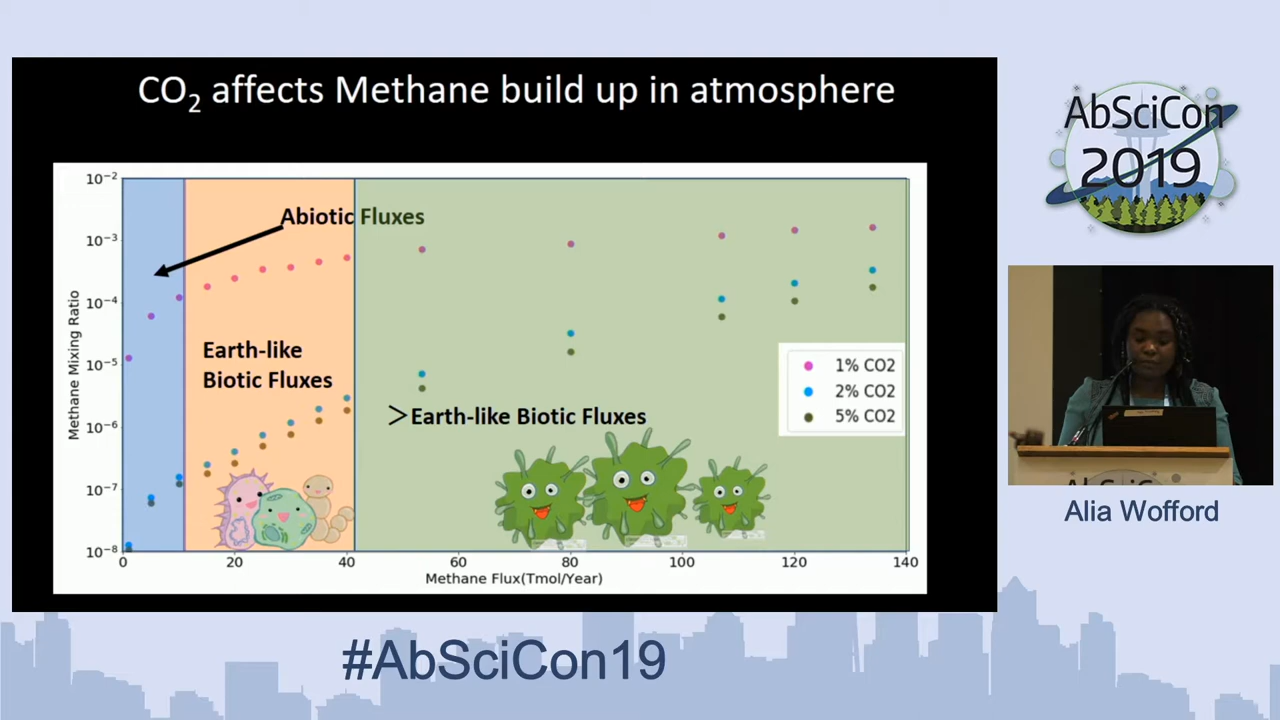 CO2 affects Methane build up in atmosphere
AbSciCon
2019
10⁻²
10⁻³
10⁻⁴
10⁻⁵
10⁻⁶
10⁻⁷
10⁻⁸
Methane Mixing Ratio
Abiotic Fluxes
Earth-like
Biotic Fluxes
>Earth-like Biotic Fluxes
1% CO2
2% CO2
5% CO2
0 20 40 60 80 100 120 140
Methane Flux(Tmol/Year)
Alia Wofford
#AbSciCon19